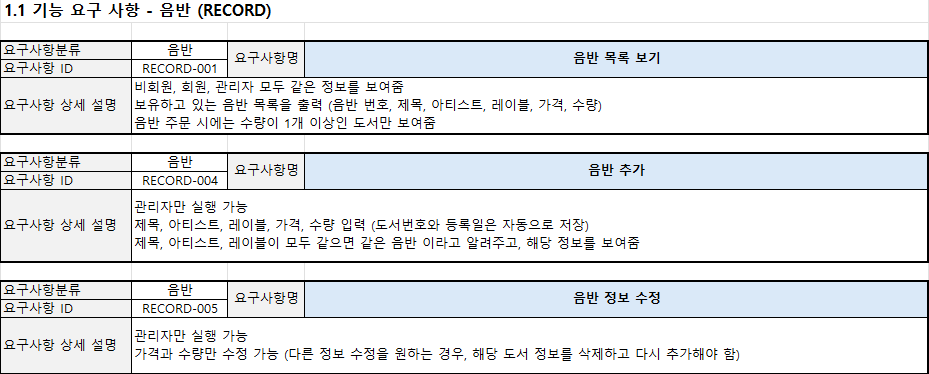 1.1 기능 요구 사항 - 음반 (RECORD)
요구사항분류 음반 요구사항명 음반 목록 보기
요구사항 ID RECORD-001
요구사항 상세 설명
비회원, 회원, 관리자 모두 같은 정보를 보여줌
보유하고 있는 음반 목록을 출력 (음반 번호, 제목, 아티스트, 레이블, 가격, 수량)
음반 주문 시에는 수량이 1개 이상인 도서만 보여줌
요구사항분류 음반 요구사항명 음반 추가
요구사항 ID RECORD-004
요구사항 상세 설명
관리자만 실행 가능
제목, 아티스트, 레이블, 가격, 수량 입력 (도서번호와 등록일은 자동으로 저장)
제목, 아티스트, 레이블이 모두 같으면 같은 음반 이라고 알려주고, 해당 정보를 보여줌
요구사항분류 음반 요구사항명 음반 정보 수정
요구사항 ID RECORD-005
요구사항 상세 설명
관리자만 실행 가능
가격과 수량만 수정 가능 (다른 정보 수정을 원하는 경우, 해당 도서 정보를 삭제하고 다시 추가해야 함)